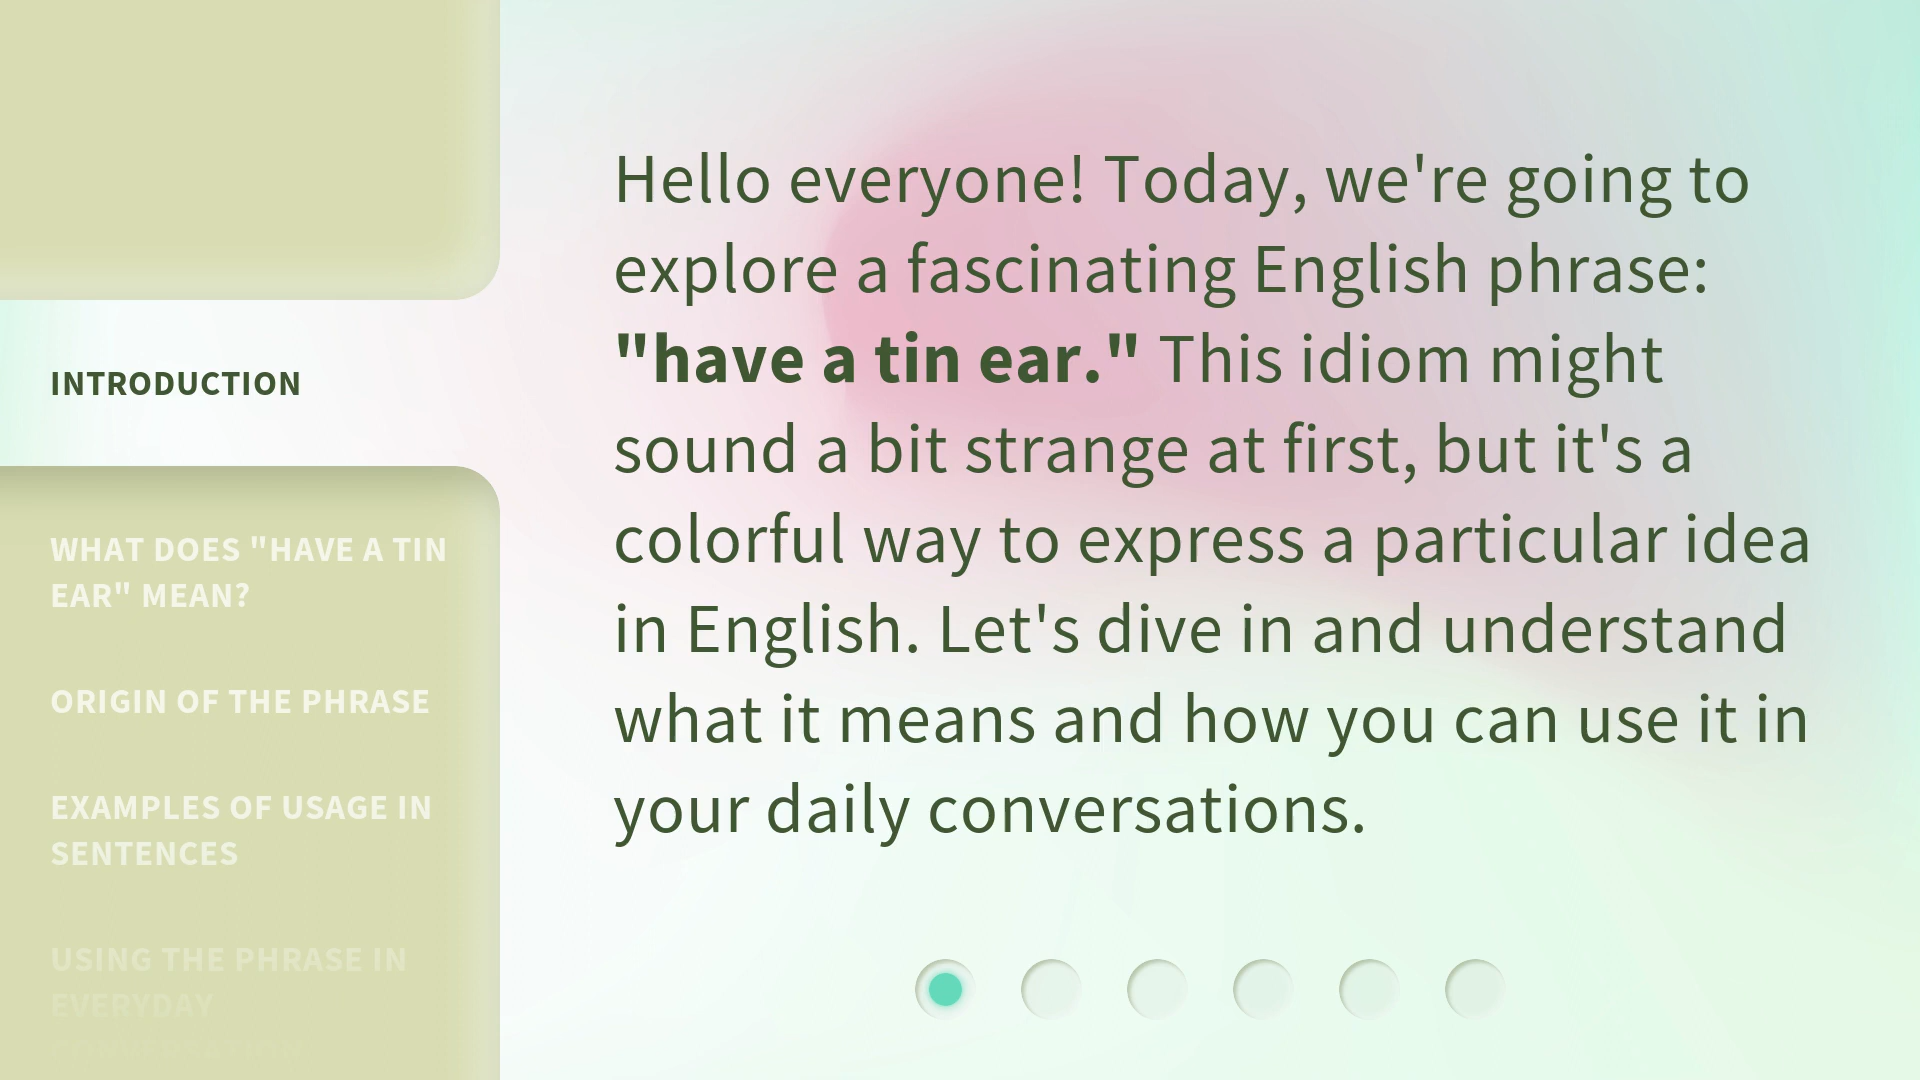 INTRODUCTION
WHAT DOES "HAVE A TIN
EAR" MEAN?
ORIGIN OF THE PHRASE
EXAMPLES OF USAGE IN
SENTENCES
USING THE PHRASE IN
EVERYDAY
CONVERSATION
Hello everyone! Today, we're going to
explore a fascinating English phrase:
"have a tin ear." This idiom might
sound a bit strange at first, but it's a
colorful way to express a particular idea
in English. Let's dive in and understand
what it means and how you can use it in
your daily conversations.